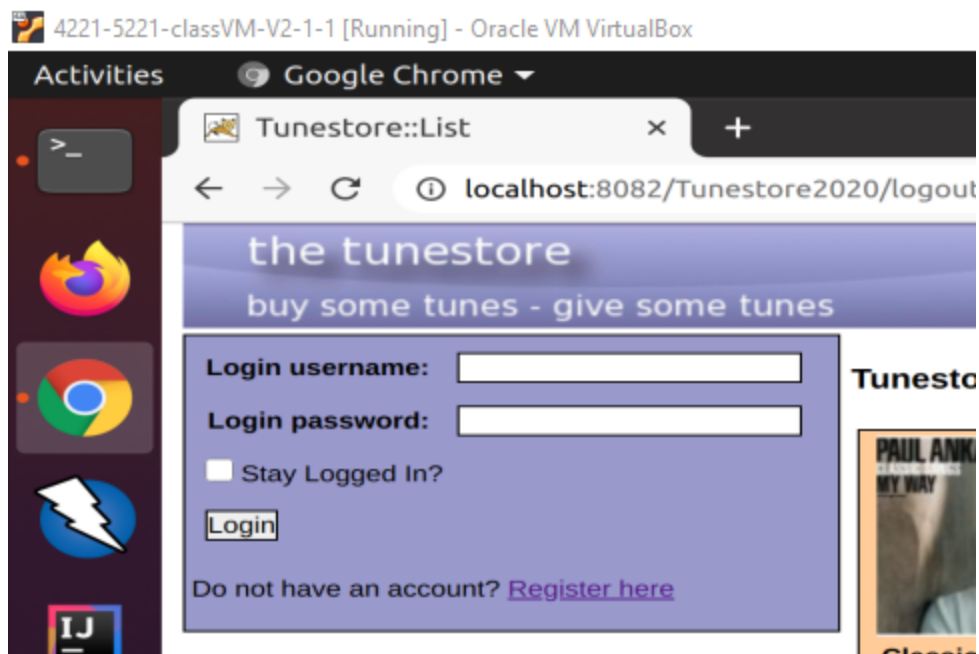 4221-5221-classVM-V2-1-1 [Running] - Oracle VM VirtualBox
Activities Google Chrome
>_
Tunestore::List × +
localhost:8082/Tunestore2020/logout
the tunestore
buy some tunes - give some tunes
Login username:
Login password:
Stay Logged In?
Login
Do not have an account? Register here
Tunesto
PAUL ANKA
MY WAY
IJ